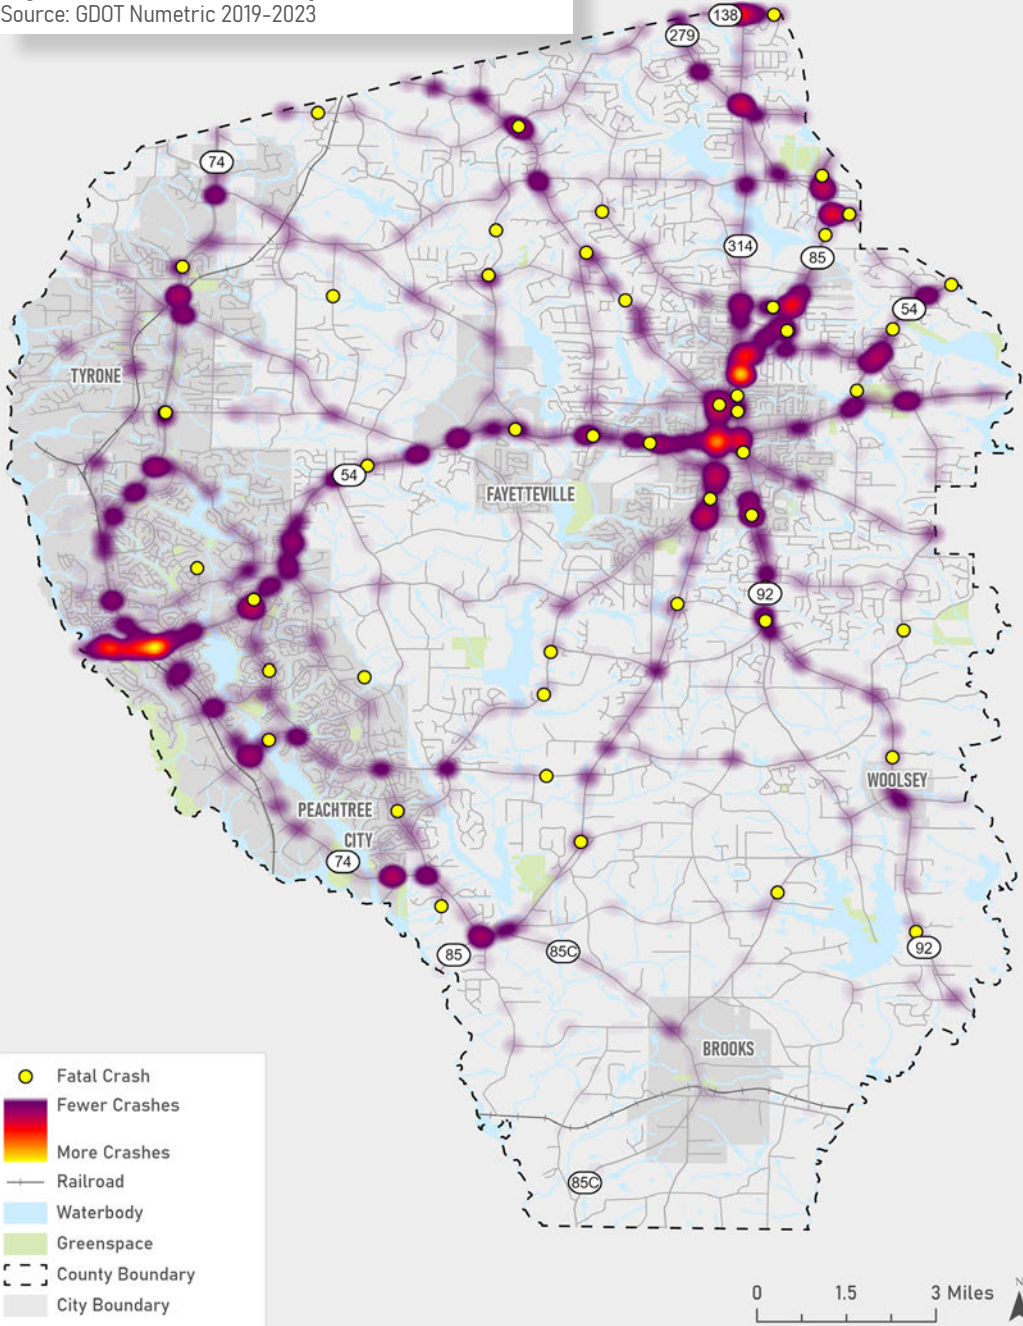 Source: GDOT Numetric 2019-2023
138
279
74
314
85
54
TYRONE
54
FAYETTEVILLE
92
WOOLSEY
PEACHTREE
CITY
74
85
85C
92
BROOKS
85C
Fatal Crash
Fewer Crashes
More Crashes
Railroad
Waterbody
Greenspace
County Boundary
City Boundary
0 1.5 3 Miles
N